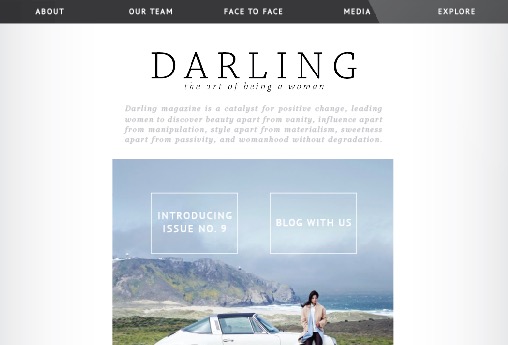 ABOUT
OUR TEAM
FACE TO FACE
MEDIA
EXPLORE
DARLING
the art of being a woman
Darling magazine is a catalyst for positive change, leading
women to discover beauty apart from vanity, influence apart
from manipulation, style apart from materialism, sweetness
apart from passivity, and womanhood without degradation.
INTRODUCING
ISSUE NO. 9
BLOG WITH US